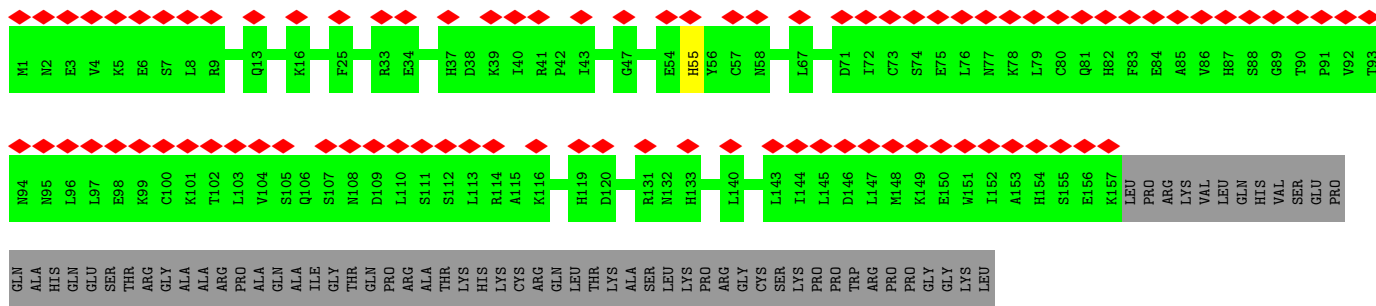 M1 N2 E3 V4 K5 E6 S7 L8 R9 Q13 K16 F25 R33 E34 H37 D38 K39 I40 R41 P42 I43 G47 E54 H55 Y56 C57 N58 L67 D71 I72 C73 S74 E75 L76 N77 K78 L79 C80 Q81 H82 F83 E84 A85 V86 H87 S88 G89 T90 P91 V92 T93
N94 N95 L96 L97 E98 K99 C100 K101 T102 L103 V104 S105 Q106 S107 N108 D109 L110 S111 S112 L113 R114 A115 K116 H119 D120 R131 N132 H133 L140 L143 I144 L145 D146 L147 M148 K149 E150 W151 I152 A153 H154 S155 E156 K157 LEU PRO ARG LYS VAL LEU GLN HIS VAL SER GLU PRO
GLN ALA HIS GLN GLU SER THR ARG GLY ALA ALA ARG PRO ALA GLN ALA ILE GLY THR GLN PRO ARG ALA THR LYS HIS LYS CYS ARG GLN LEU THR LYS ALA SER LEU LYS PRO ARG GLY CYS SER LYS PRO PRO TRP ARG PRO PRO GLY GLY LYS LEU